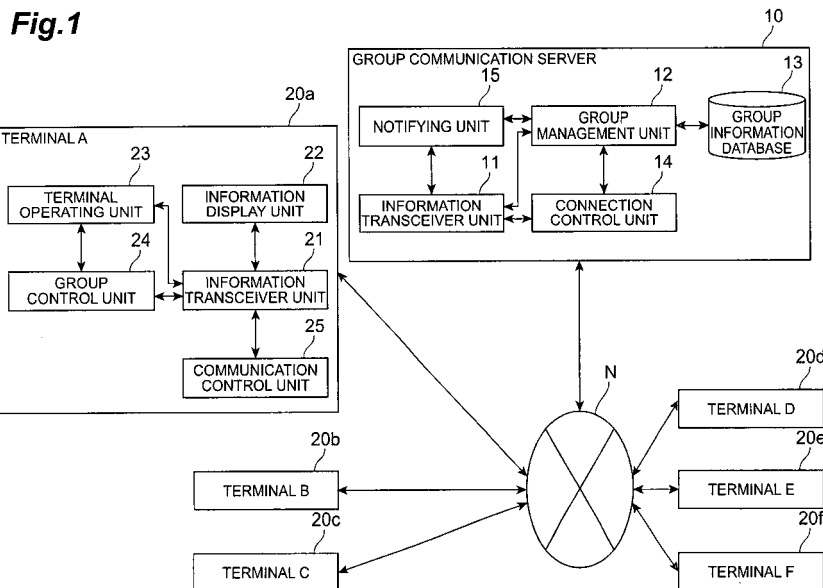 Fig.1
10
GROUP COMMUNICATION SERVER
15
12
13
NOTIFYING UNIT
GROUP
MANAGEMENT UNIT
GROUP
INFORMATION
DATABASE
11
14
INFORMATION
TRANSCEIVER UNIT
CONNECTION
CONTROL UNIT
20a
TERMINAL A
23
22
TERMINAL
OPERATING UNIT
INFORMATION
DISPLAY UNIT
24
21
GROUP
CONTROL UNIT
INFORMATION
TRANSCEIVER UNIT
25
COMMUNICATION
CONTROL UNIT
N
20b
TERMINAL B
20c
TERMINAL C
20d
TERMINAL D
20e
TERMINAL E
20f
TERMINAL F